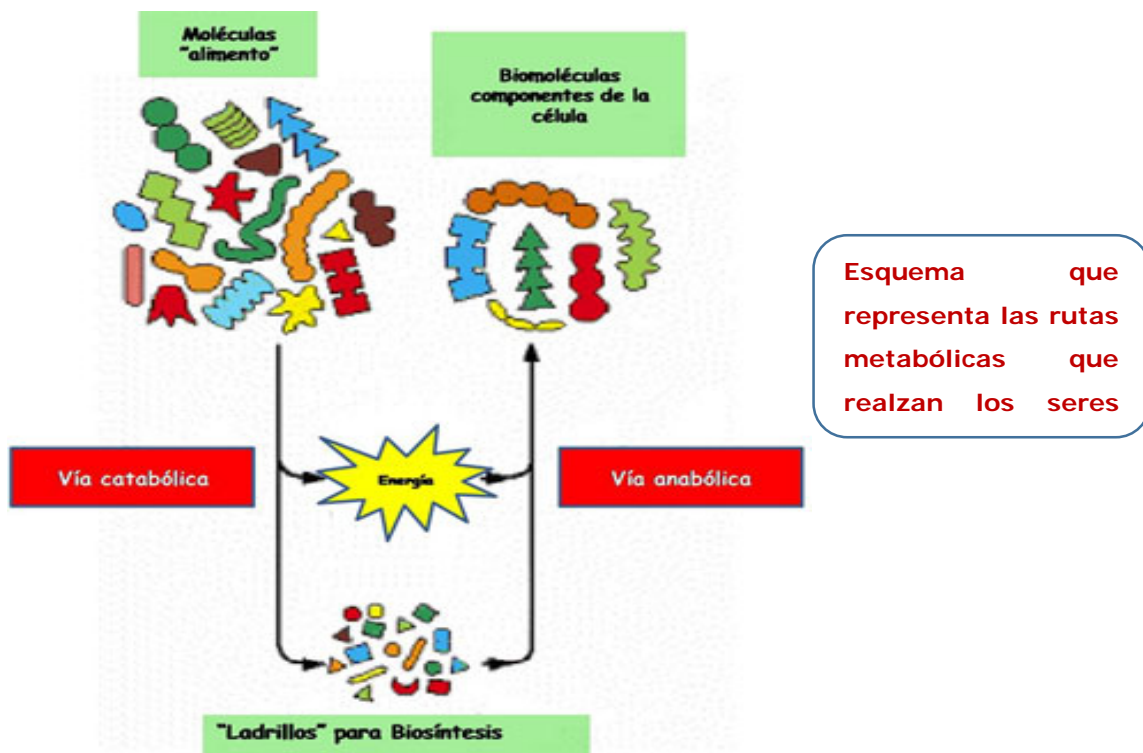 Moléculas
"alimento"
Biomoléculas
componentes de la
célula
Esquema que
representa las rutas
metabólicas que
realzan los seres
Vía catabólica
Energía
Vía anabólica
"Ladrillos" para Biosíntesis